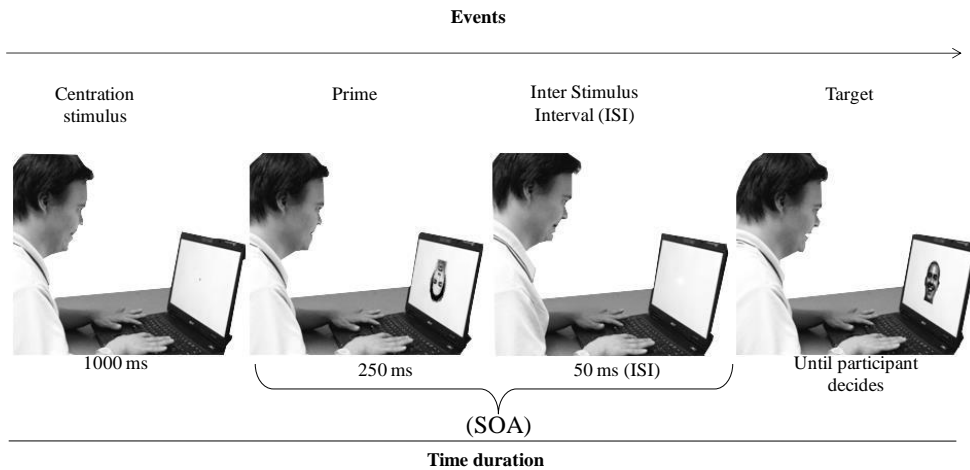 Events
Centration
stimulus
Prime
Inter Stimulus
Interval (ISI)
Target
1000 ms
250 ms
50 ms (ISI)
Until participant
decides
(SOA)
Time duration